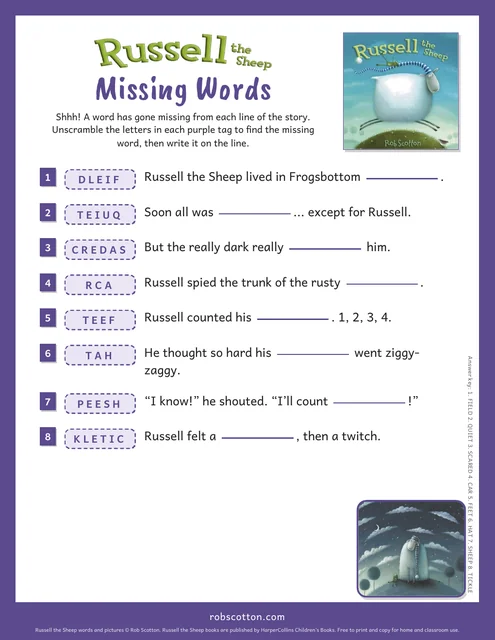 Russell the Sheep
Missing Words
Shhh! A word has gone missing from each line of the story.
Unscramble the letters in each purple tag to find the missing
word, then write it on the line.
Russell the Sheep
Rob Scotton
1 DLEIF Russell the Sheep lived in Frogsbottom ________.
2 TEIUQ Soon all was ________ ... except for Russell.
3 CREDAS But the really dark really ________ him.
4 RCA Russell spied the trunk of the rusty ________.
5 TEEF Russell counted his ________. 1, 2, 3, 4.
6 TAH He thought so hard his ________ went ziggy-
zaggy.
7 PEESH “I know!” he shouted. “I’ll count ________!”
8 KLETIC Russell felt a ________, then a twitch.
Answer key: 1. FIELD 2. QUIET 3. SCARED 4. CAR 5. FEET 6. HAT 7. SHEEP 8. TICKLE
robscotton.com
Russell the Sheep words and pictures © Rob Scotton. Russell the Sheep books are published by HarperCollins Children's Books. Free to print and copy for home and classroom use.